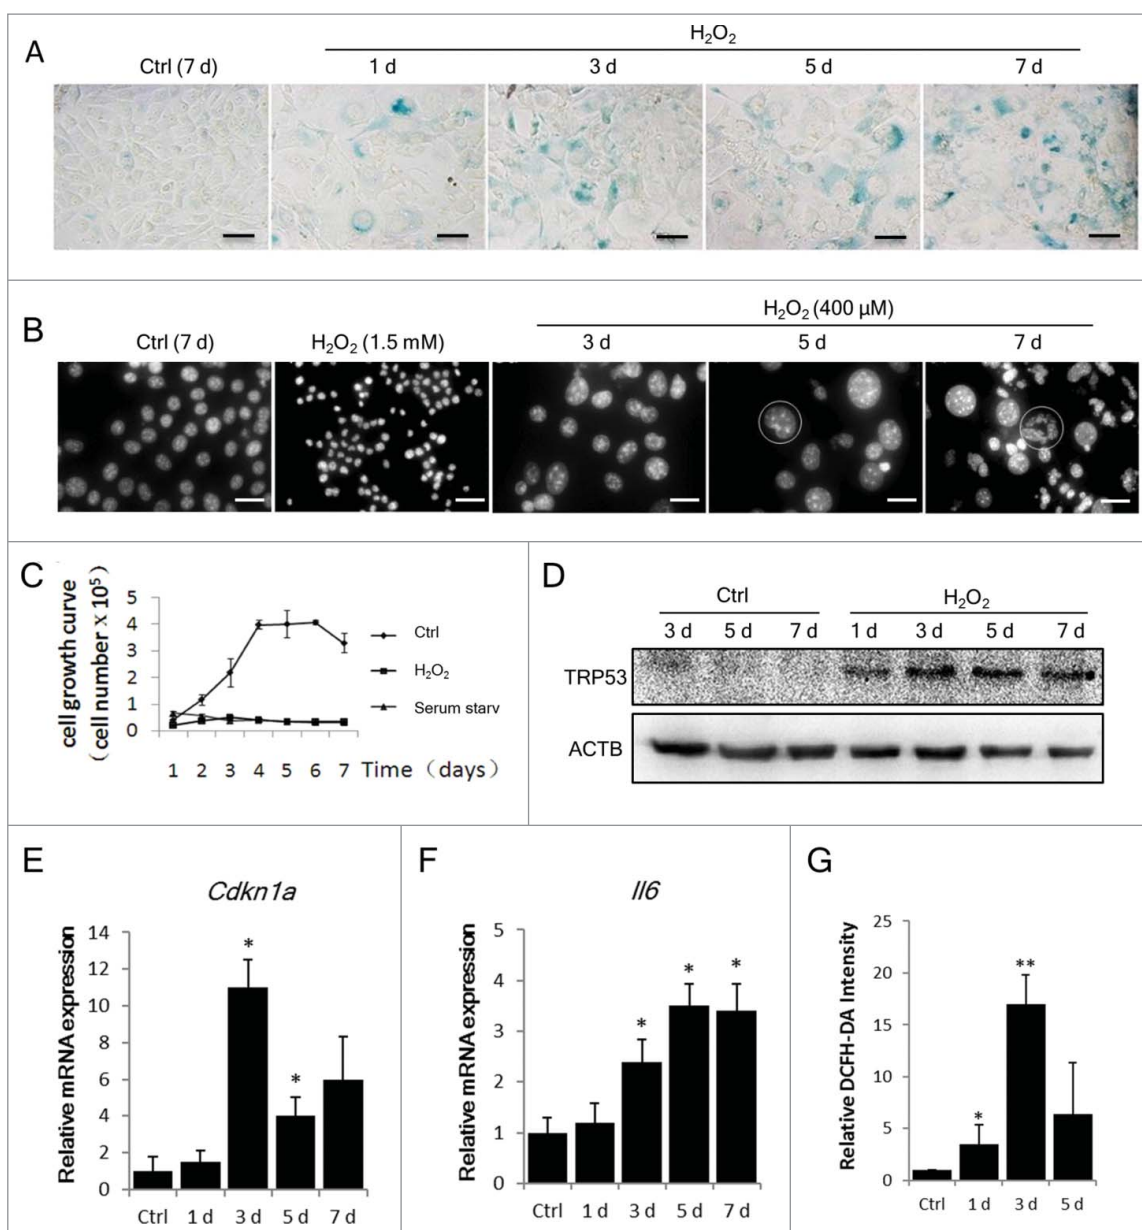 A
H₂O₂
Ctrl (7 d)
1 d
3 d
5 d
7 d
B
H₂O₂ (400 µM)
Ctrl (7 d)
H₂O₂ (1.5 mM)
3 d
5 d
7 d
C
cell growth curve
(cell number x 10⁵)
5
4
3
2
1
0
1 2 3 4 5 6 7 Time (days)
Ctrl
H₂O₂
Serum starv
D
Ctrl
H₂O₂
3 d 5 d 7 d 1 d 3 d 5 d 7 d
TRP53
ACTB
E
Cdkn1a
Relative mRNA expression
14
12
10
8
6
4
2
0
*
*
Ctrl 1 d 3 d 5 d 7 d
F
Il6
Relative mRNA expression
5
4
3
2
1
0
*
*
*
Ctrl 1 d 3 d 5 d 7 d
G
Relative DCFH-DA Intensity
25
20
15
10
5
0
*
**
Ctrl 1 d 3 d 5 d